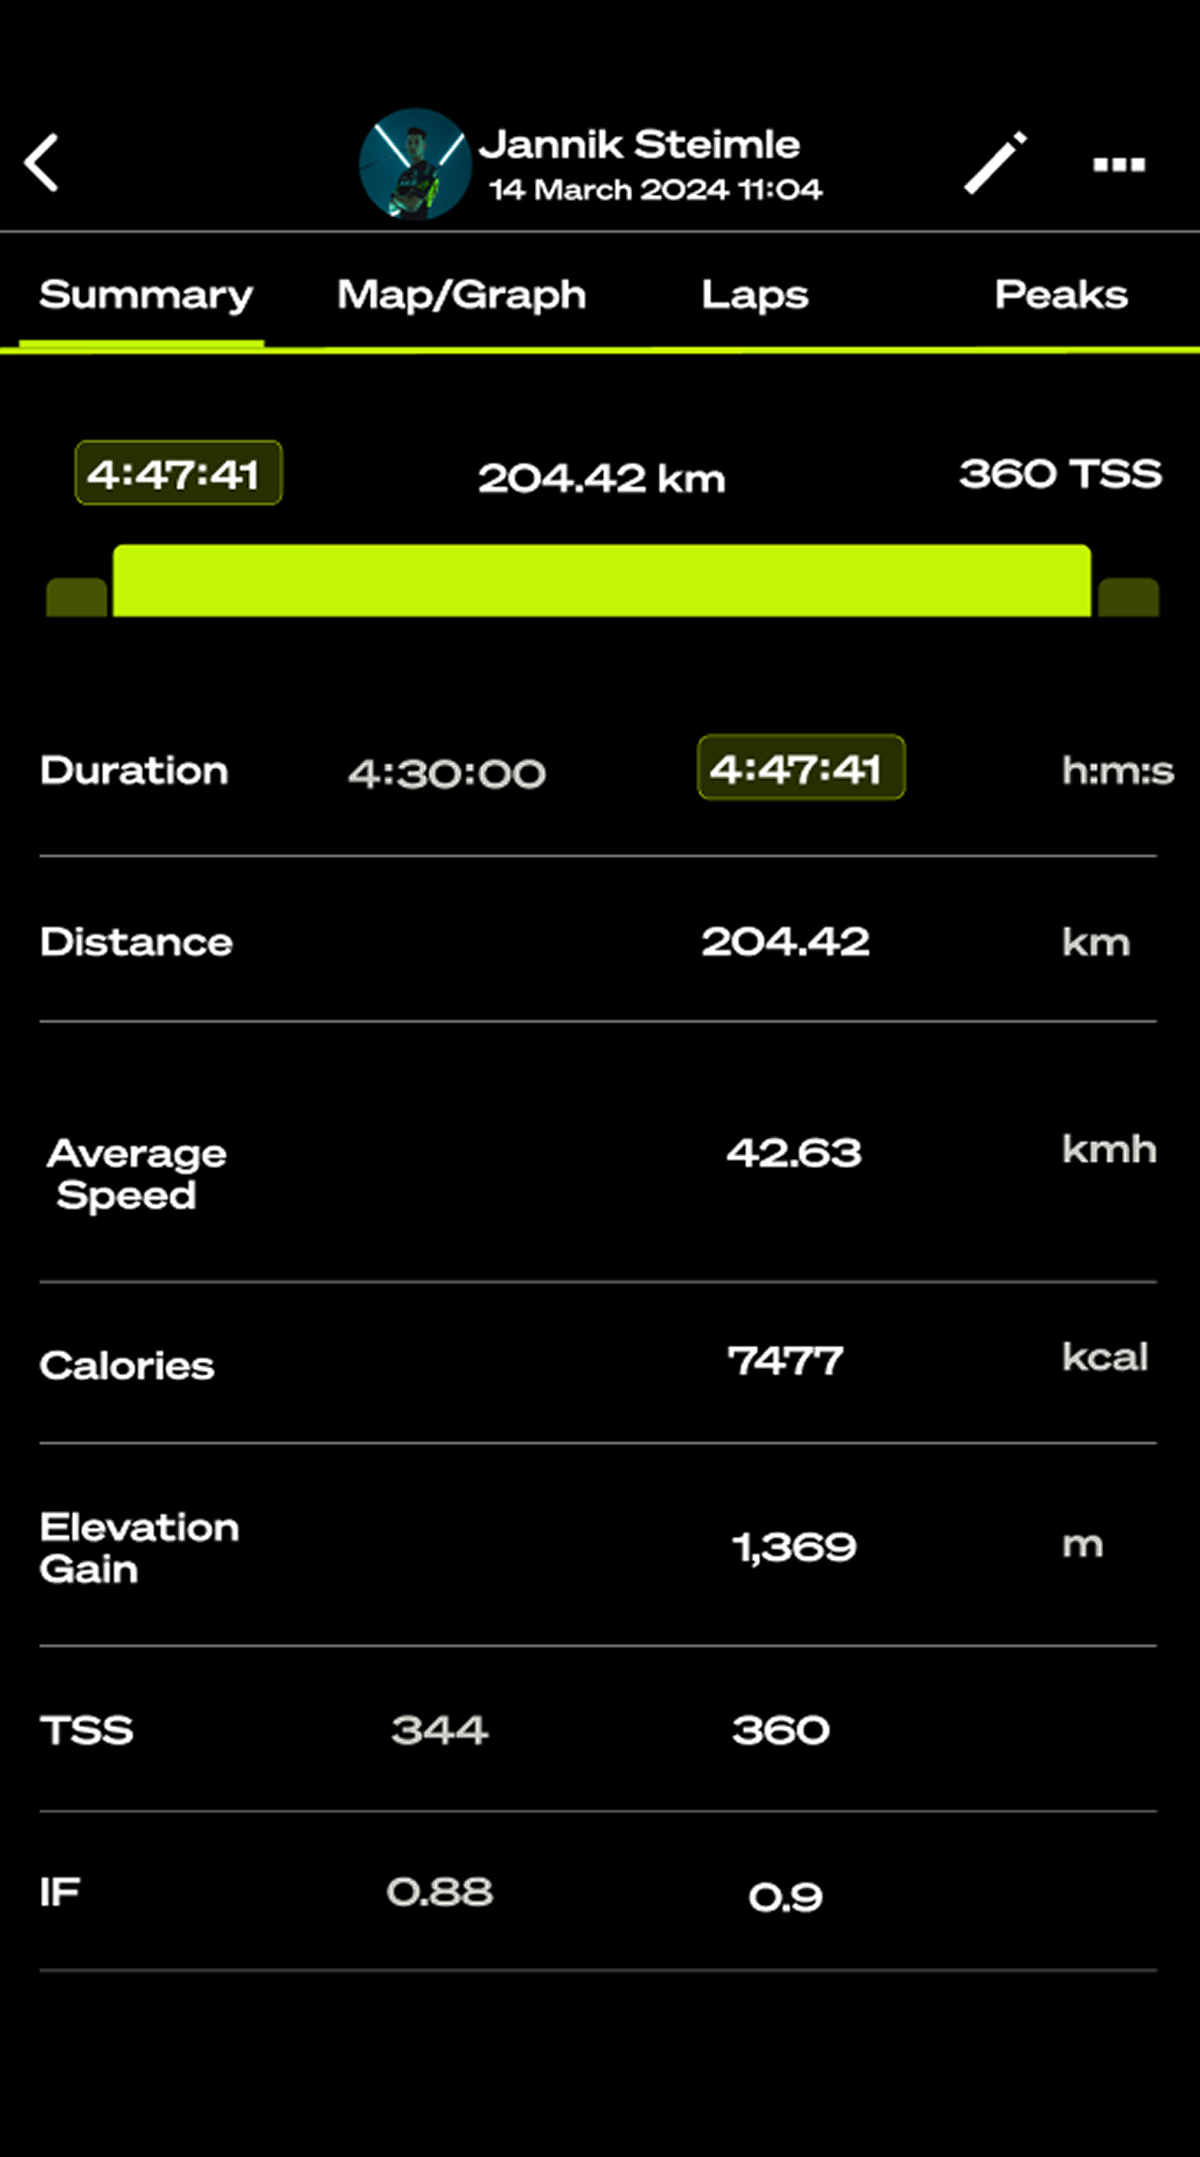 Jannik Steimle
14 March 2024 11:04
Summary Map/Graph Laps Peaks
4:47:41 204.42 km 360 TSS
Duration 4:30:00 4:47:41 h:m:s
Distance 204.42 km
Average
Speed 42.63 kmh
Calories 7477 kcal
Elevation
Gain 1,369 m
TSS 344 360
IF 0.88 0.9